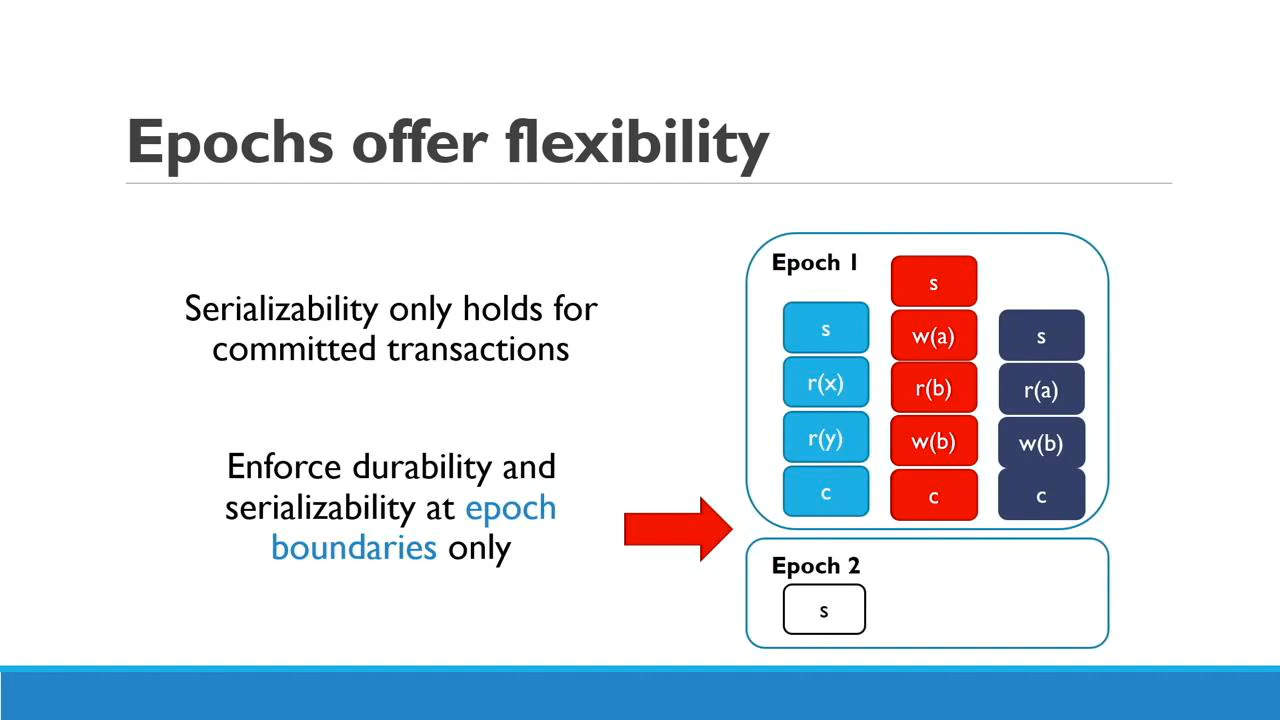 Epochs offer flexibility
Serializability only holds for
committed transactions
Enforce durability and
serializability at epoch
boundaries only
Epoch 1
s
r(x)
r(y)
c
s
w(a)
r(b)
w(b)
c
s
r(a)
w(b)
c
Epoch 2
s